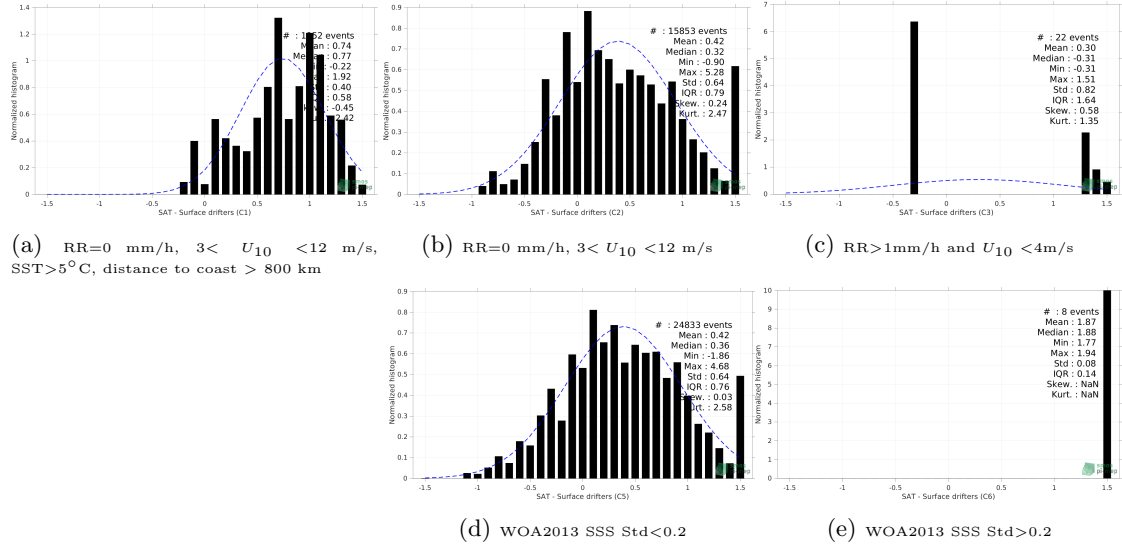 1.4
1.2
1
0.8
0.6
0.4
0.2
0
Normalized histogram
-1.5 -1 -0.5 0 0.5 1 1.5
SAT - Surface drifters (C1)
Mean : 0.74
: 0.77
: -0.22
: 1.92
: 0.40
: 0.58
: -0.45
(a) RR=0 mm/h, 3< U10 <12 m/s,
SST>5°C, distance to coast > 800 km
0.9
0.8
0.7
0.6
0.5
0.4
0.3
0.2
0.1
0
Normalized histogram
-1.5 -1 -0.5 0 0.5 1 1.5
SAT - Surface drifters (C2)
# : 15853 events
Mean : 0.42
Median : 0.32
Min : -0.90
Max : 5.28
Std : 0.64
IQR : 0.79
Skew. : 0.24
Kurt. : 2.47
(b) RR=0 mm/h, 3< U10 <12 m/s
7
6
5
4
3
2
1
0
Normalized histogram
-1.5 -1 -0.5 0 0.5 1 1.5
SAT - Surface drifters (C3)
# : 22 events
Mean : 0.30
Median : -0.31
Min : -0.31
Max : 1.51
Std : 0.82
IQR : 1.64
Skew. : 0.58
Kurt. : 1.35
(c) RR>1mm/h and U10 <4m/s
0.9
0.8
0.7
0.6
0.5
0.4
0.3
0.2
0.1
0
Normalized histogram
-1.5 -1 -0.5 0 0.5 1 1.5
SAT - Surface drifters (C5)
# : 24833 events
Mean : 0.42
Median : 0.36
Min : -1.86
Max : 4.68
Std : 0.64
IQR : 0.76
Skew. : 0.03
Kurt. : 2.58
(d) WOA2013 SSS Std<0.2
10
9
8
7
6
5
4
3
2
1
0
Normalized histogram
-1.5 -1 -0.5 0 0.5 1 1.5
SAT - Surface drifters (C6)
# : 8 events
Mean : 1.87
Median : 1.88
Min : 1.77
Max : 1.94
Std : 0.08
IQR : 0.14
Skew. : NaN
Kurt. : NaN
(e) WOA2013 SSS Std>0.2